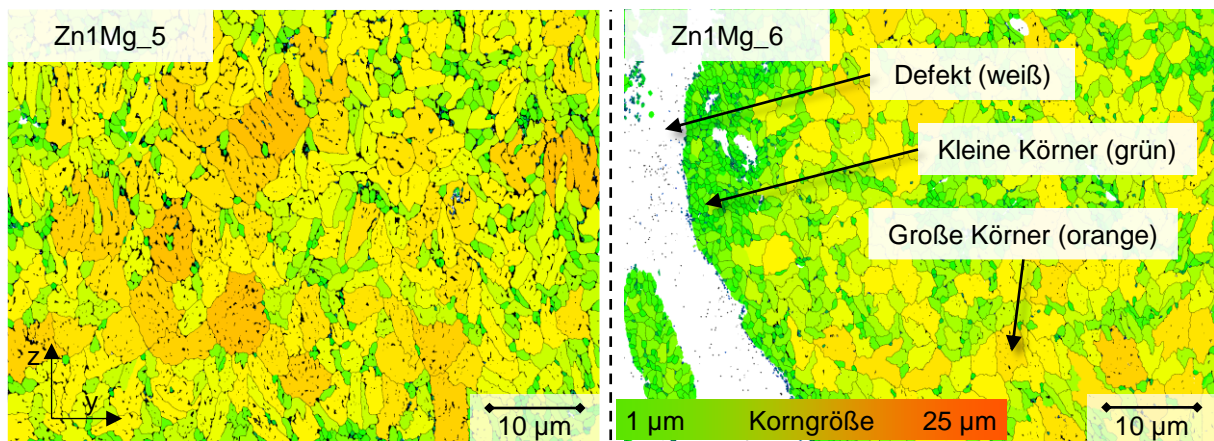 Zn1Mg_5
z
y
10 µm
Zn1Mg_6
Defekt (weiß)
Kleine Körner (grün)
Große Körner (orange)
1 µm Korngröße 25 µm
10 µm